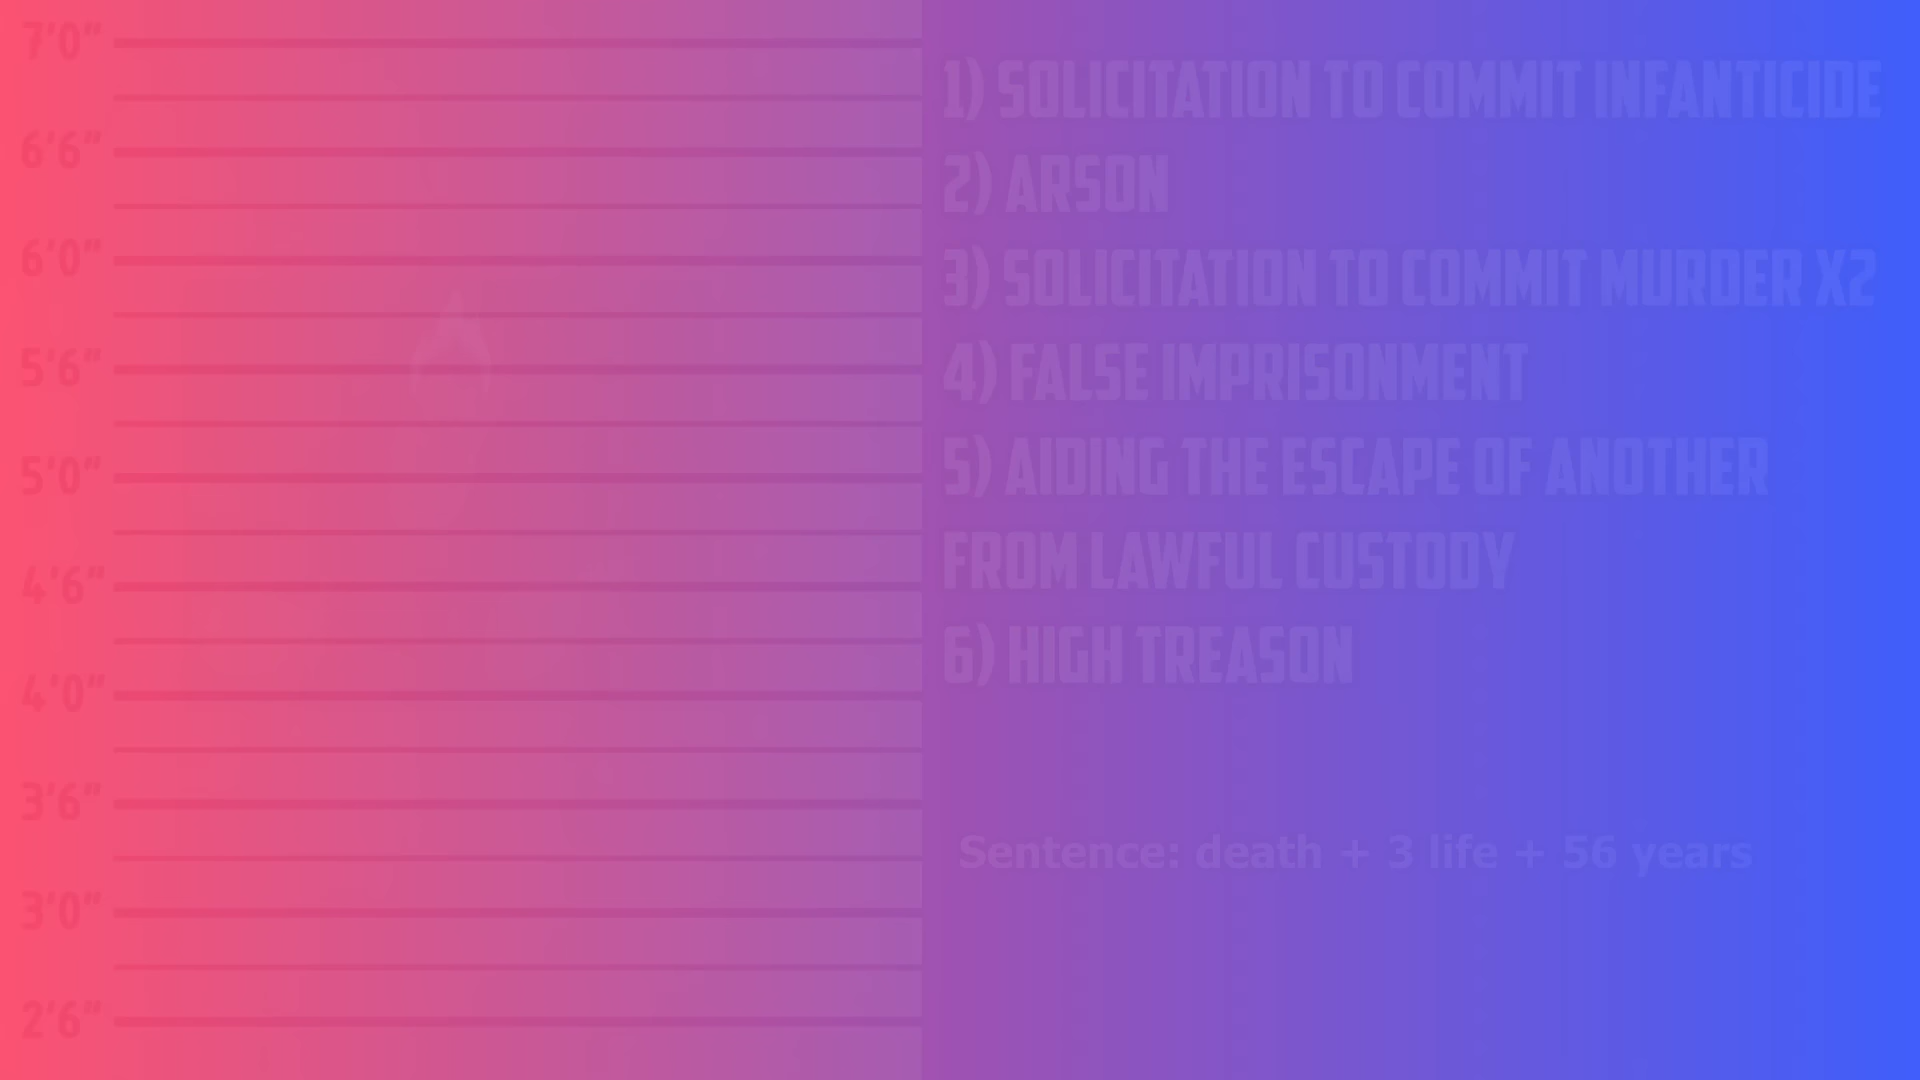 7'0"
6'6"
6'0"
5'6"
5'0"
4'6"
4'0"
3'6"
3'0"
2'6"
1) SOLICITATION TO COMMIT INFANTICIDE
2) ARSON
3) SOLICITATION TO COMMIT MURDER X2
4) FALSE IMPRISONMENT
5) AIDING THE ESCAPE OF ANOTHER
FROM LAWFUL CUSTODY
6) HIGH TREASON
Sentence: death + 3 life + 56 years